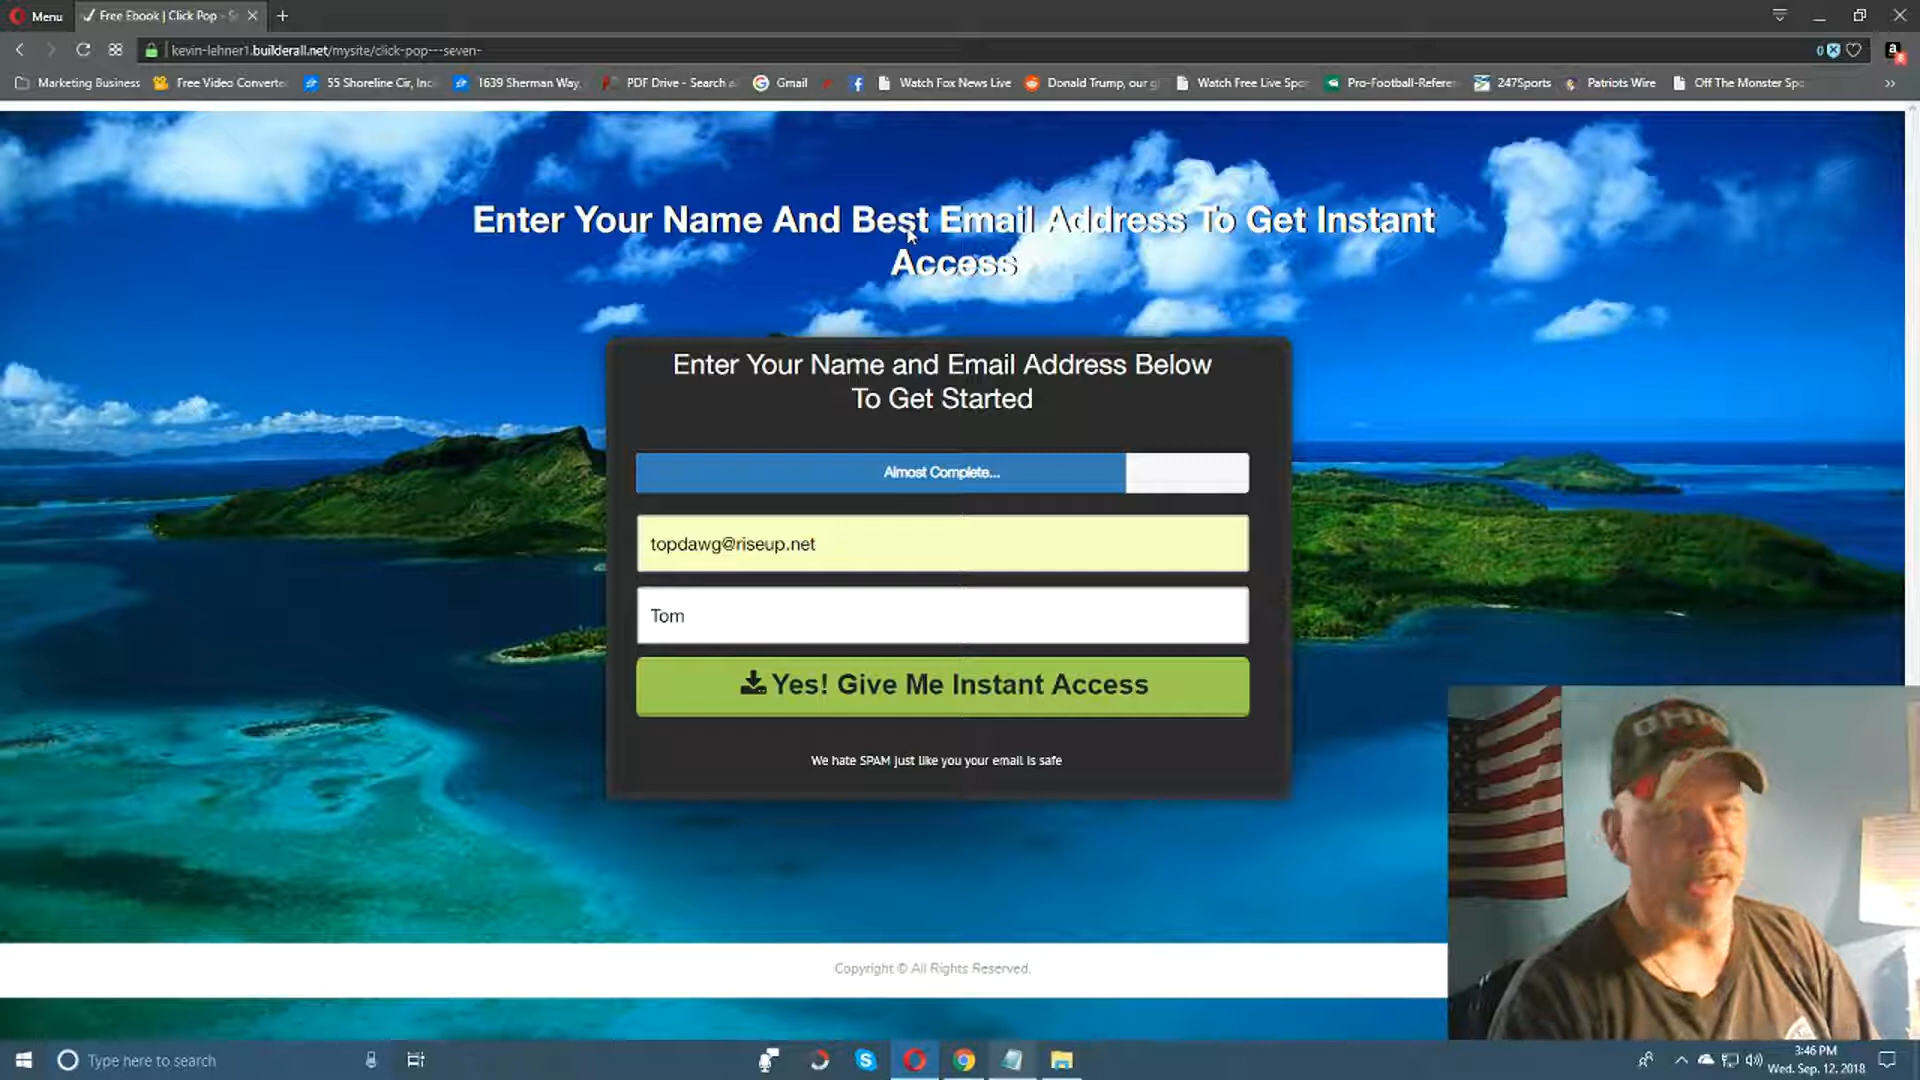 Menu
Free Ebook | Click Pop - S
kevin-lehner1.builderall.net/mysite/click-pop---seven-
0
Marketing Business
Free Video Converte
55 Shoreline Cir, Inc
1639 Sherman Way,
PDF Drive - Search a
Gmail
Watch Fox News Live
Donald Trump, our g
Watch Free Live Spo
Pro-Football-Refere
247Sports
Patriots Wire
Off The Monster Spo
Enter Your Name And Best Email Address To Get Instant
Access
Enter Your Name and Email Address Below
To Get Started
Almost Complete...
topdawg@riseup.net
Tom
Yes! Give Me Instant Access
We hate SPAM just like you your email is safe
Copyright © All Rights Reserved.
OHIO
Type here to search
3:46 PM
Wed. Sep. 12, 2018